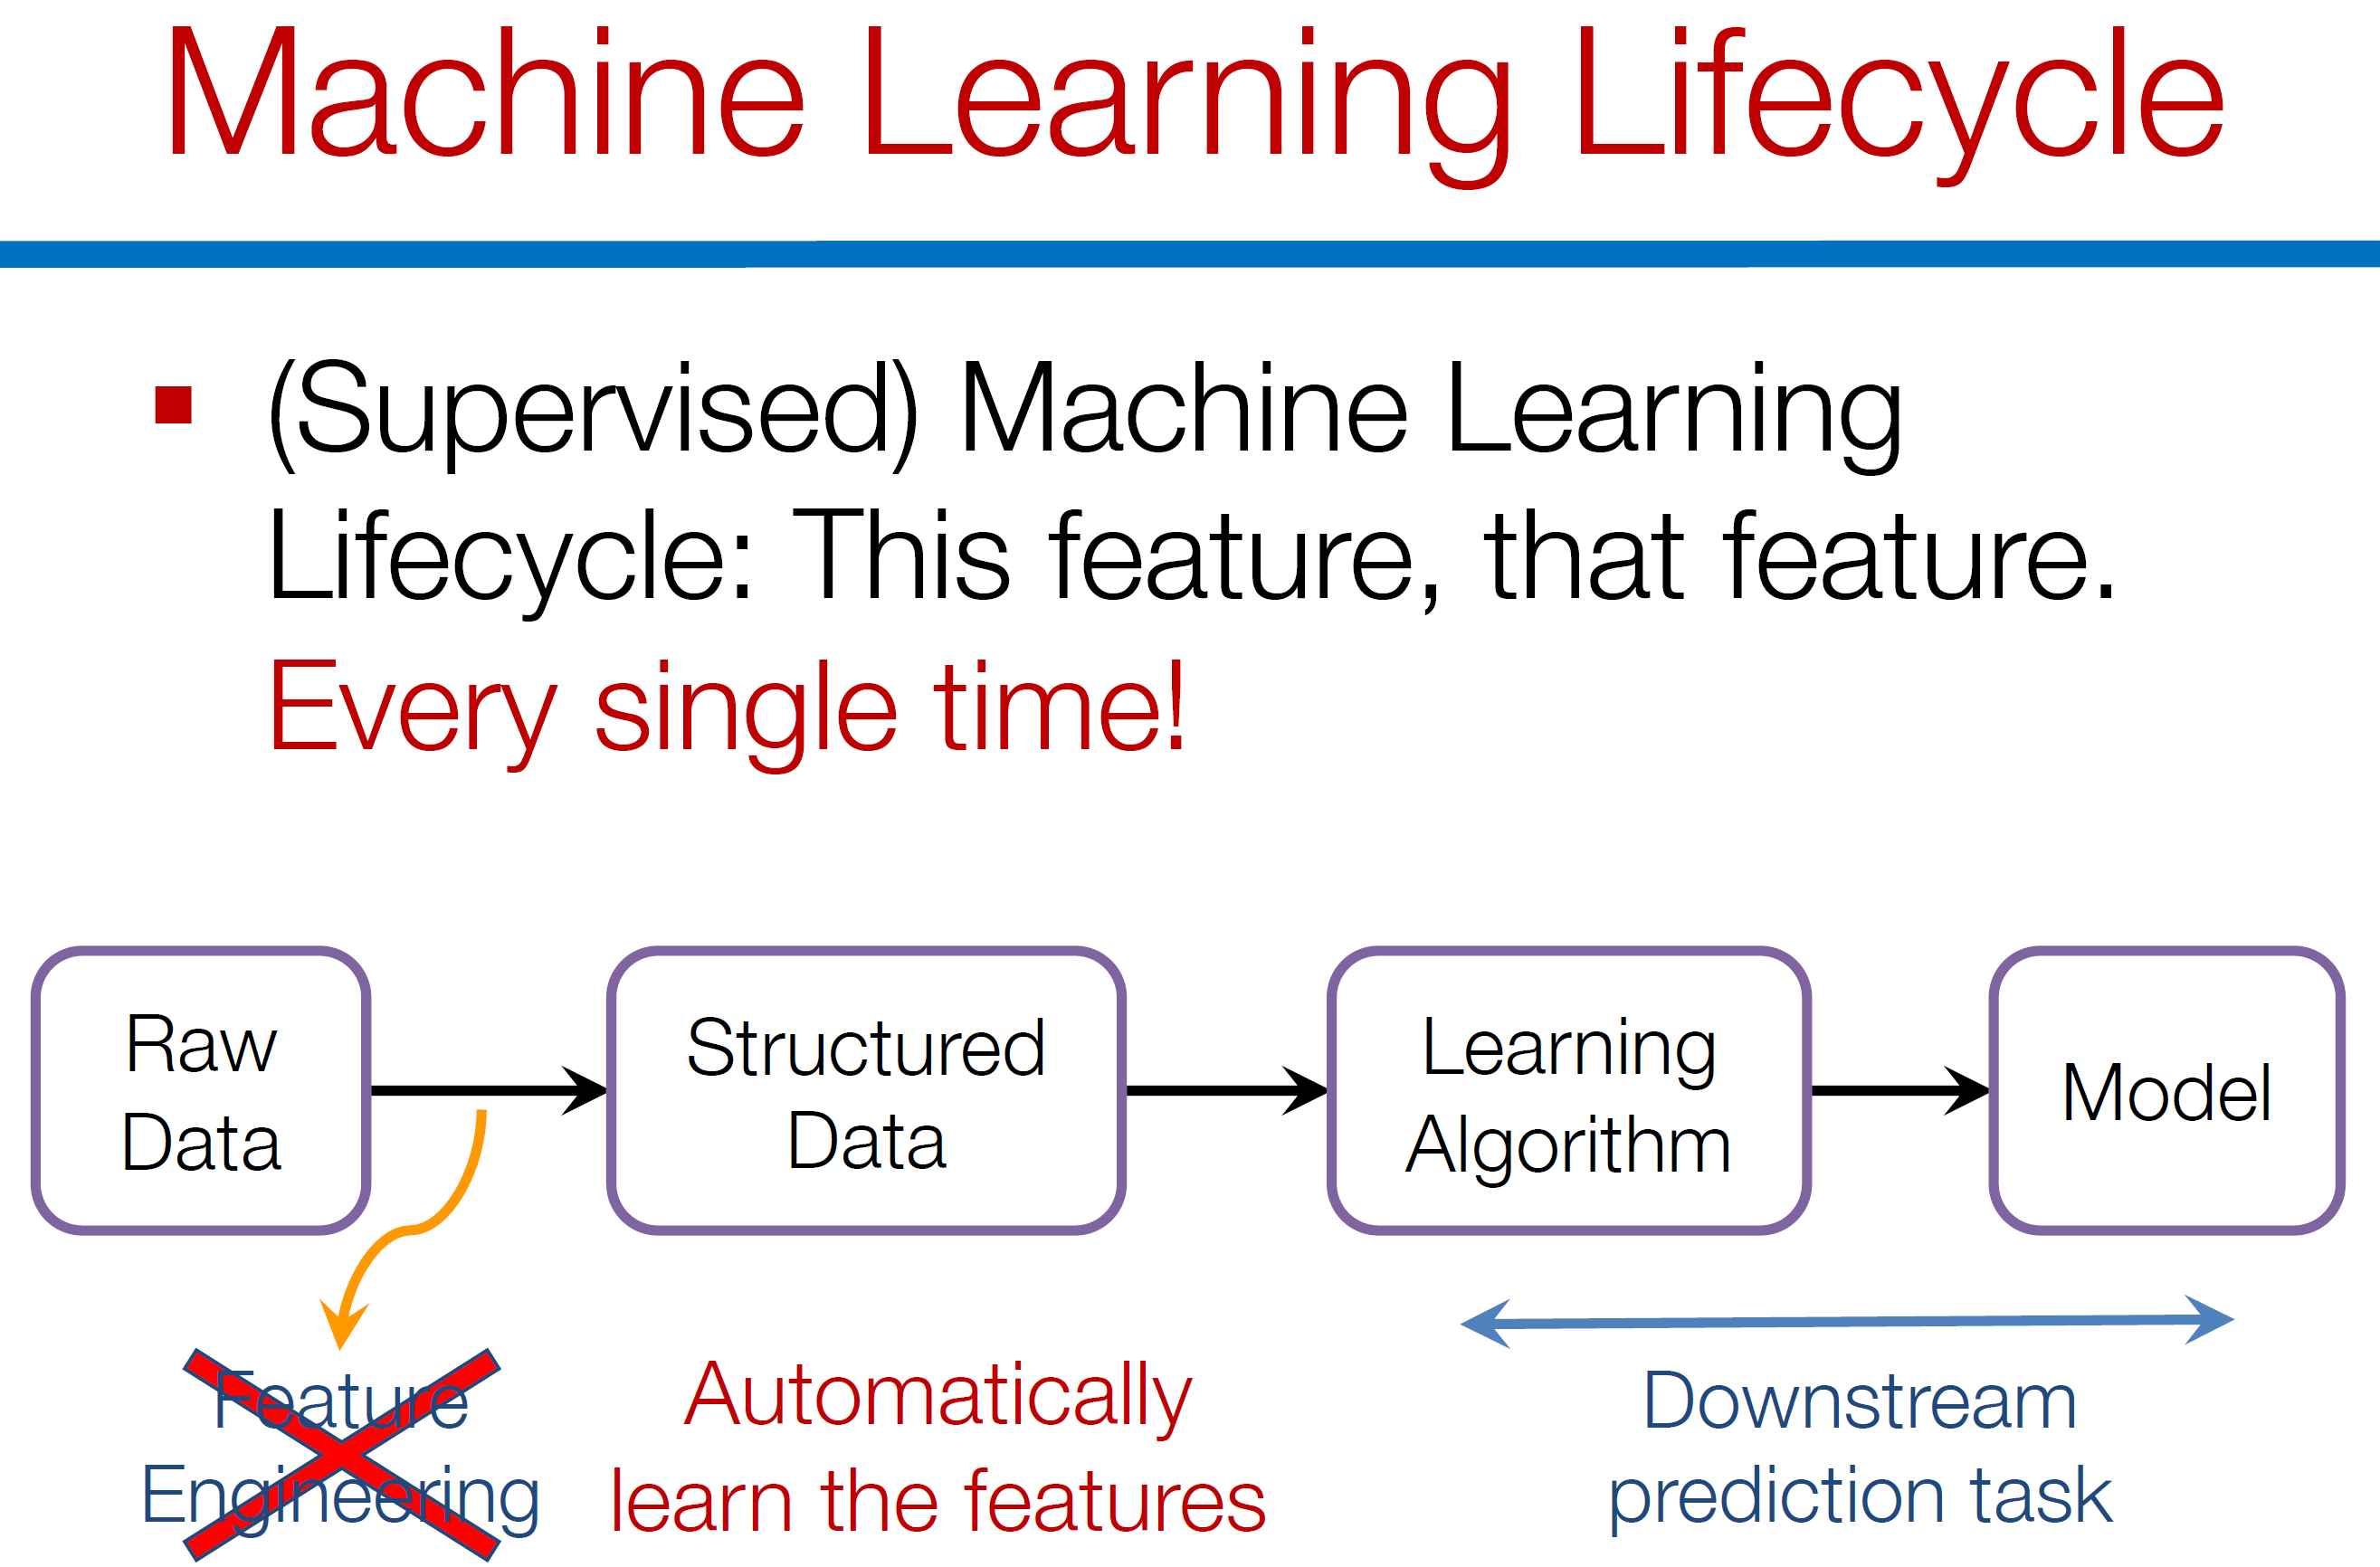 Machine Learning Lifecycle
(Supervised) Machine Learning
Lifecycle: This feature, that feature.
Every single time!
Raw
Data
Structured
Data
Learning
Algorithm
Model
Feature
Engineering
Automatically
learn the features
Downstream
prediction task